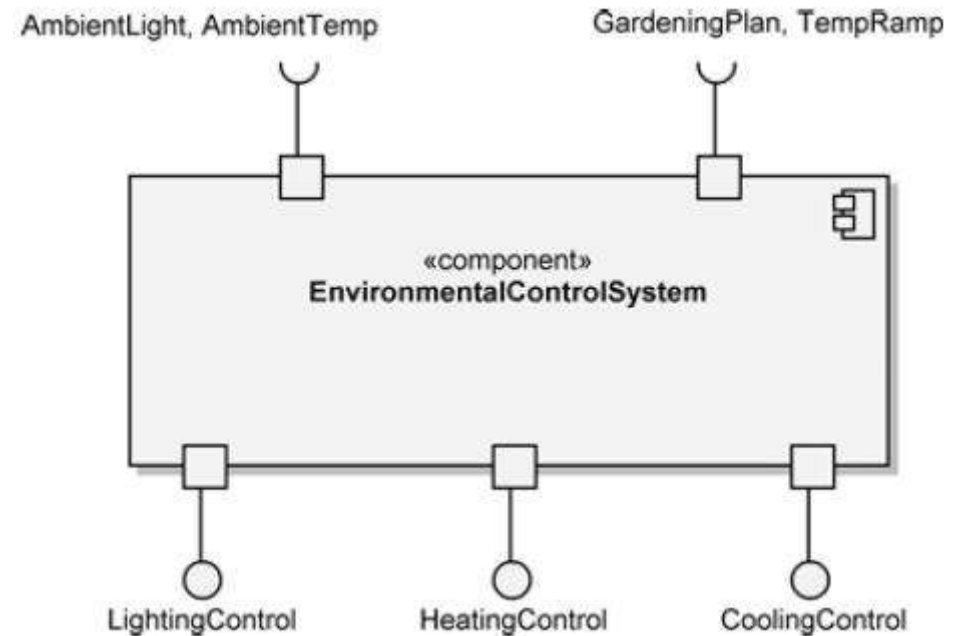 AmbientLight, AmbientTemp
GardeningPlan, TempRamp
«component»
EnvironmentalControlSystem
LightingControl
HeatingControl
CoolingControl